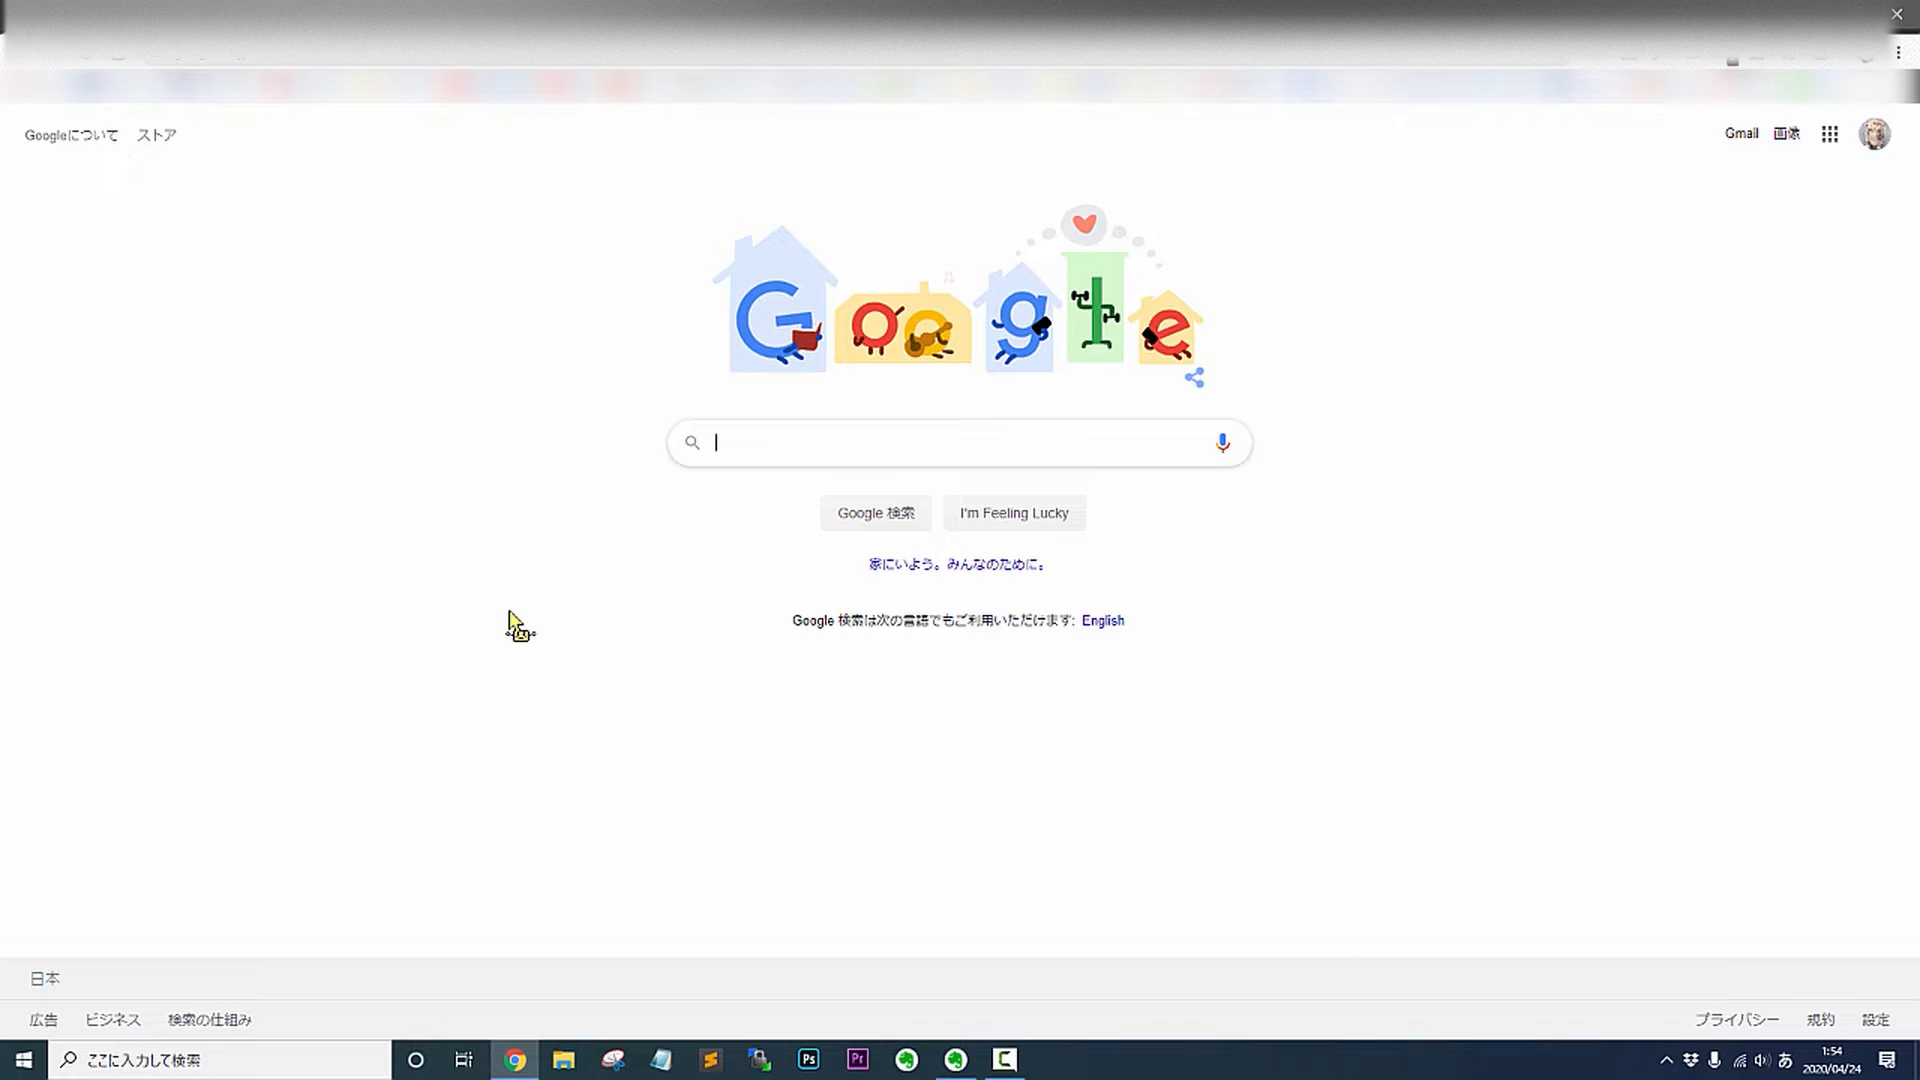 Googleについて ストア
Gmail 画像
Google
Google 検索 I'm Feeling Lucky
家にいよう。みんなのために。
Google 検索は次の言語でもご利用いただけます: English
日本
広告 ビジネス 検索の仕組み
プライバシー 規約 設定
ここに入力して検索
Ps Pr
あ
1:54
2020/04/24